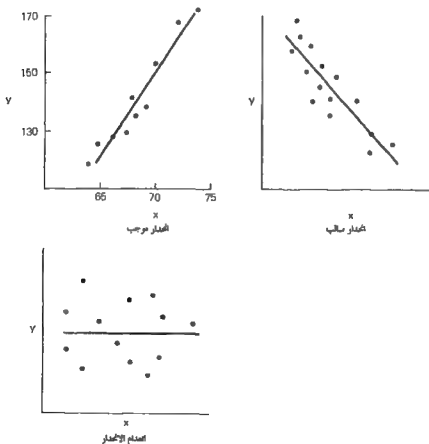 170
y
150
130
65
70
75
x
انحدار موجب
y
x
انحدار سالب
y
x
انعدام الانحدار